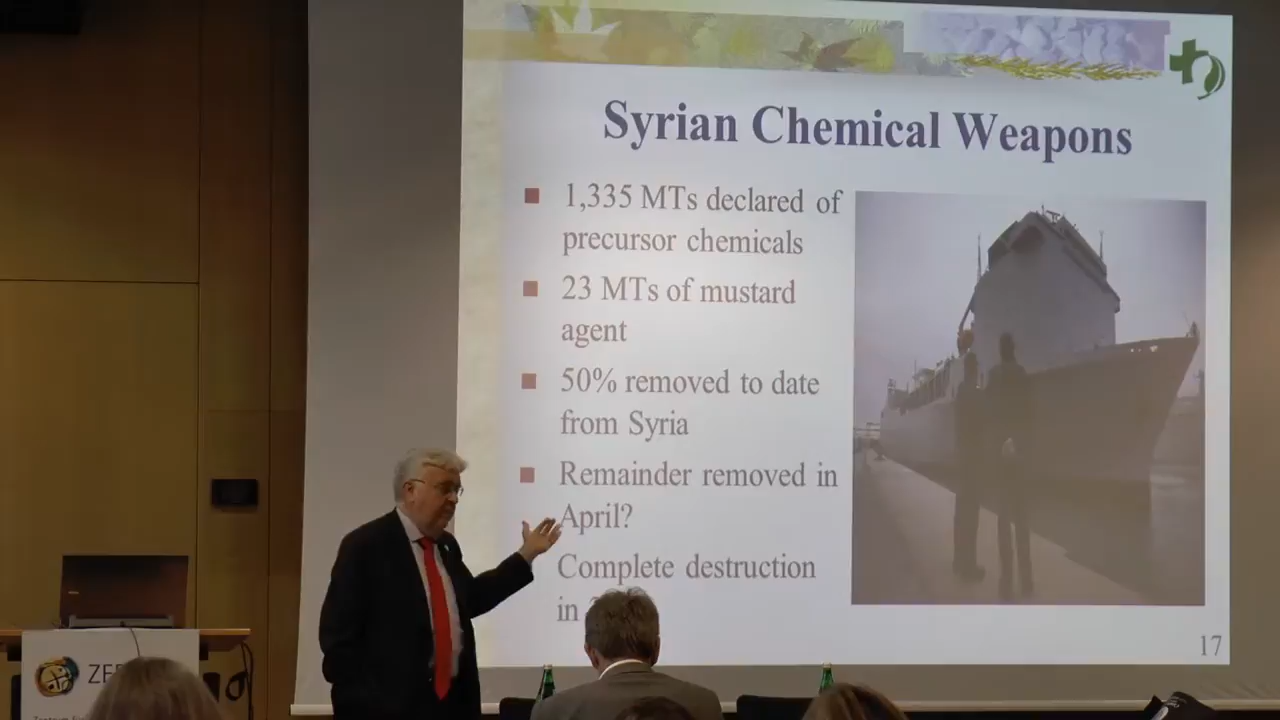 Syrian Chemical Weapons
1,335 MTs declared of
precursor chemicals
23 MTs of mustard
agent
50% removed to date
from Syria
Remainder removed in
April?
Complete destruction
in
17